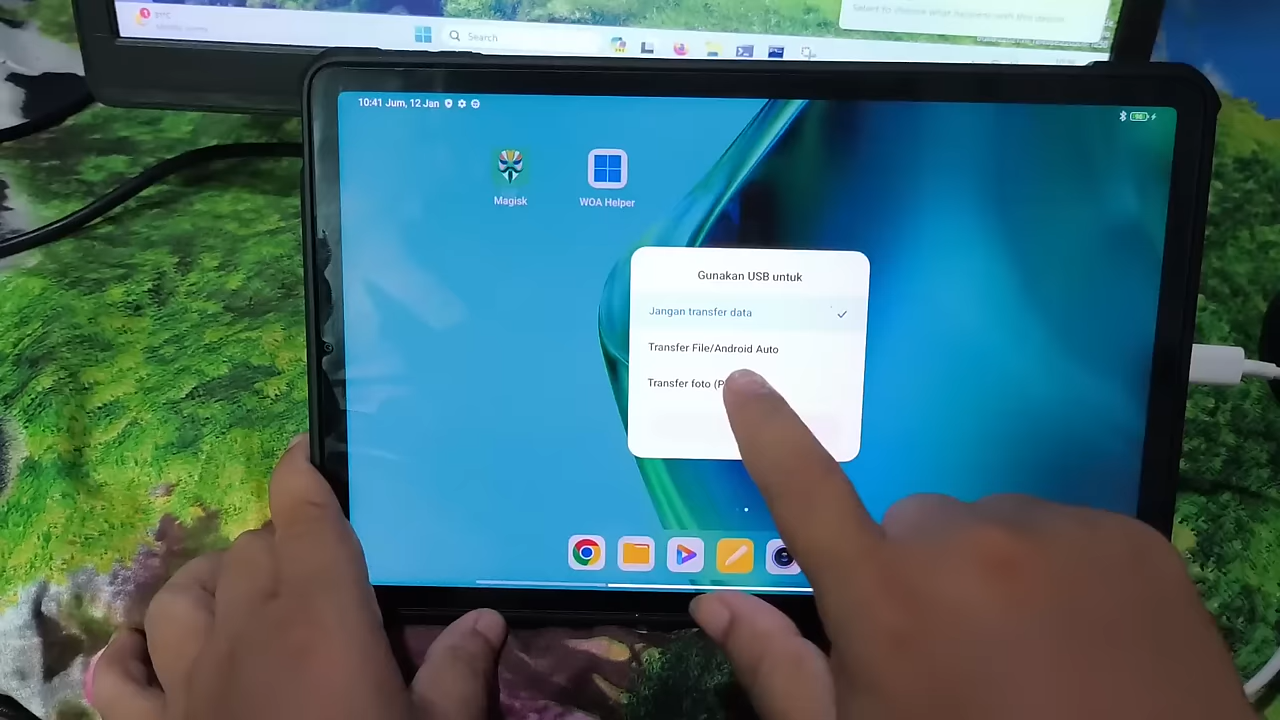 Search
10:41 Jum, 12 Jan
98
Magisk
WOA Helper
Gunakan USB untuk
Jangan transfer data
Transfer File/Android Auto
Transfer foto (P